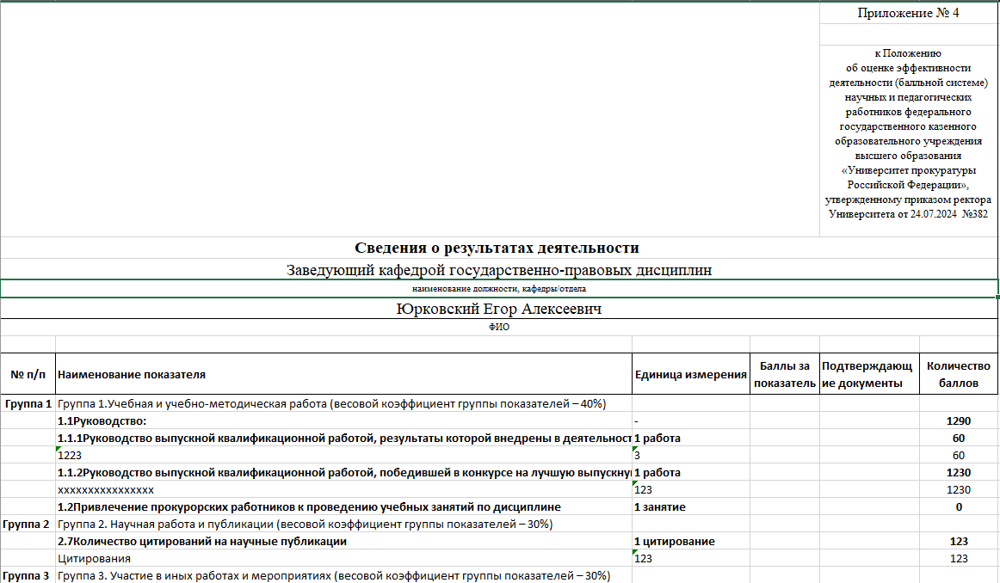 Приложение № 4
к Положению
об оценке эффективности
деятельности (балльной системе)
научных и педагогических
работников федерального
государственного казенного
образовательного учреждения
высшего образования
«Университет прокуратуры
Российской Федерации»,
утвержденному приказом ректора
Университета от 24.07.2024 №382
Сведения о результатах деятельности
Заведующий кафедрой государственно-правовых дисциплин
наименование должности, кафедры/отдела
Юрковский Егор Алексеевич
ФИО
№ п/п Наименование показателя Единица измерения Баллы за показатель Подтверждающие документы Количество баллов
Группа 1 Группа 1.Учебная и учебно-методическая работа (весовой коэффициент группы показателей – 40%)
1.1Руководство: - 1290
1.1.1Руководство выпускной квалификационной работой, результаты которой внедрены в деятельност 1 работа 60
1223 3 60
1.1.2Руководство выпускной квалификационной работой, победившей в конкурсе на лучшую выпускну 1 работа 1230
хххххххххххххххх 123 1230
1.2Привлечение прокурорских работников к проведению учебных занятий по дисциплине 1 занятие 0
Группа 2 Группа 2. Научная работа и публикации (весовой коэффициент группы показателей – 30%)
2.7Количество цитирований на научные публикации 1 цитирование 123
Цитирования 123 123
Группа 3 Группа 3. Участие в иных работах и мероприятиях (весовой коэффициент группы показателей – 30%)